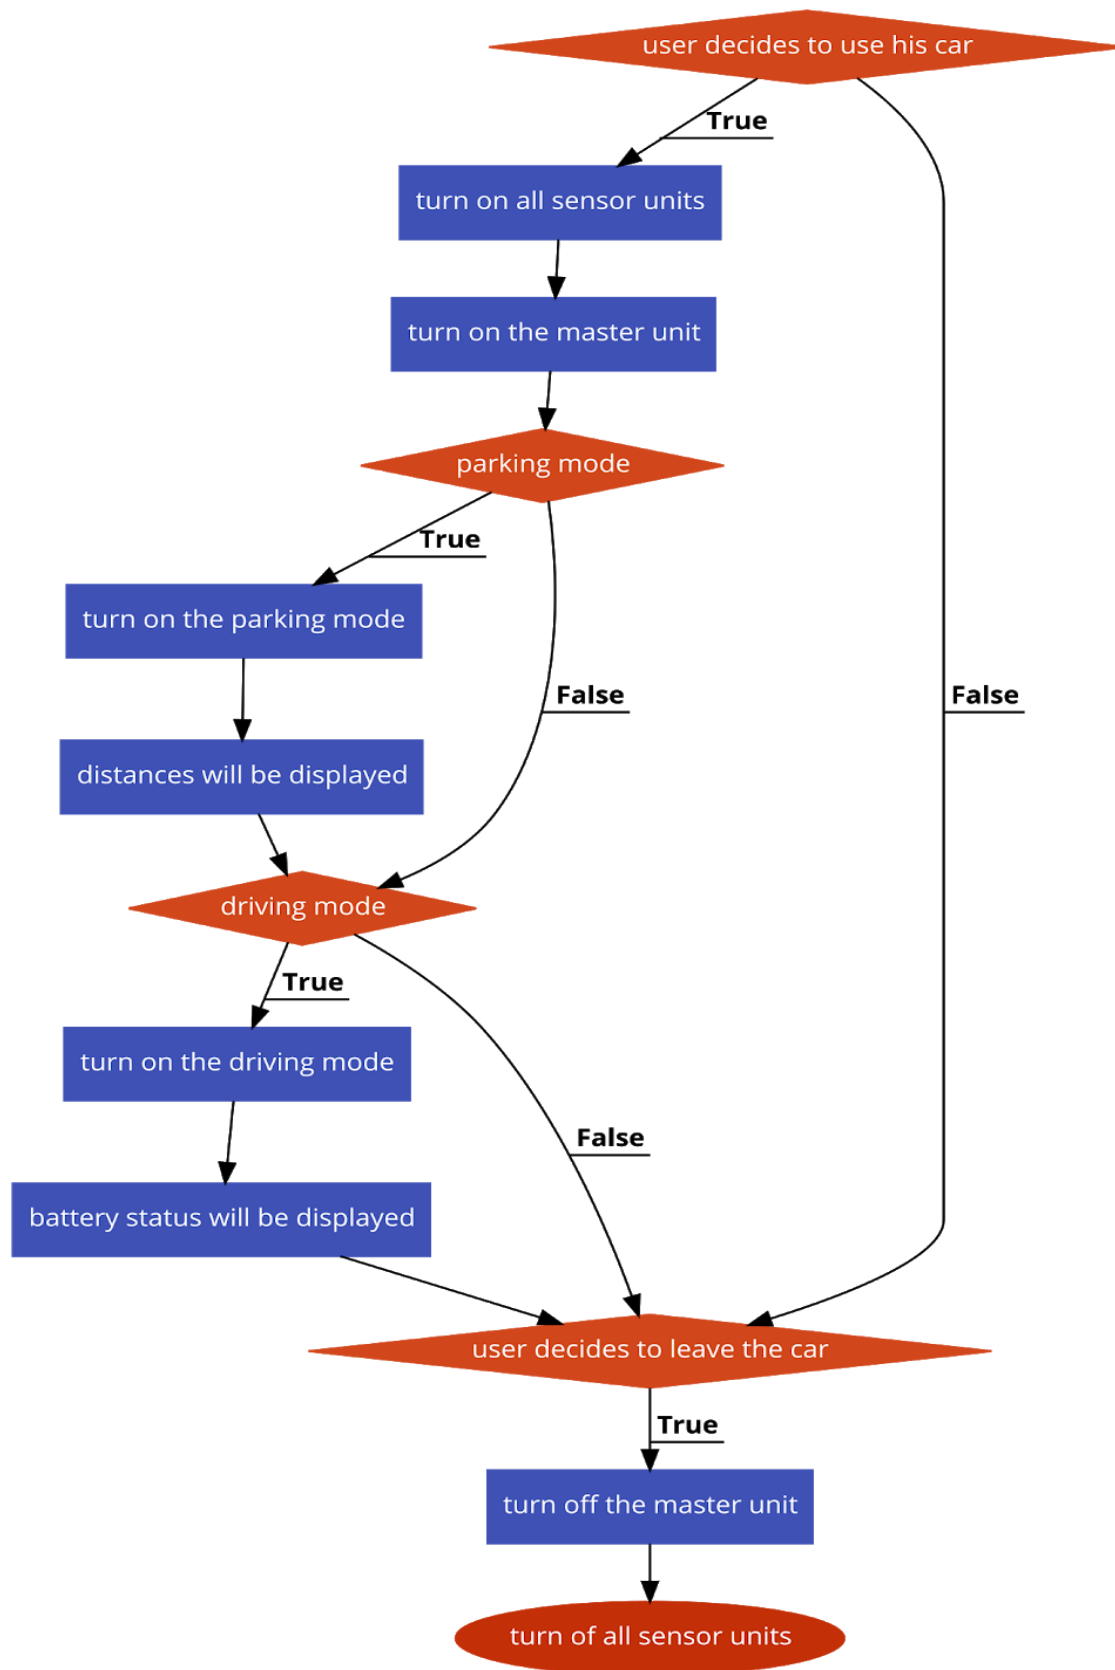 user decides to use his car
True
turn on all sensor units
turn on the master unit
parking mode
True
turn on the parking mode
False
False
distances will be displayed
driving mode
True
turn on the driving mode
False
battery status will be displayed
user decides to leave the car
True
turn off the master unit
turn of all sensor units